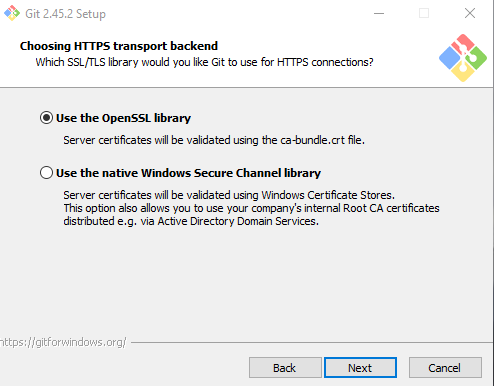 Git 2.45.2 Setup
Choosing HTTPS transport backend
Which SSL/TLS library would you like Git to use for HTTPS connections?
Use the OpenSSL library
Server certificates will be validated using the ca-bundle.crt file.
Use the native Windows Secure Channel library
Server certificates will be validated using Windows Certificate Stores.
This option also allows you to use your company's internal Root CA certificates
distributed e.g. via Active Directory Domain Services.
https://gitforwindows.org/
Back
Next
Cancel